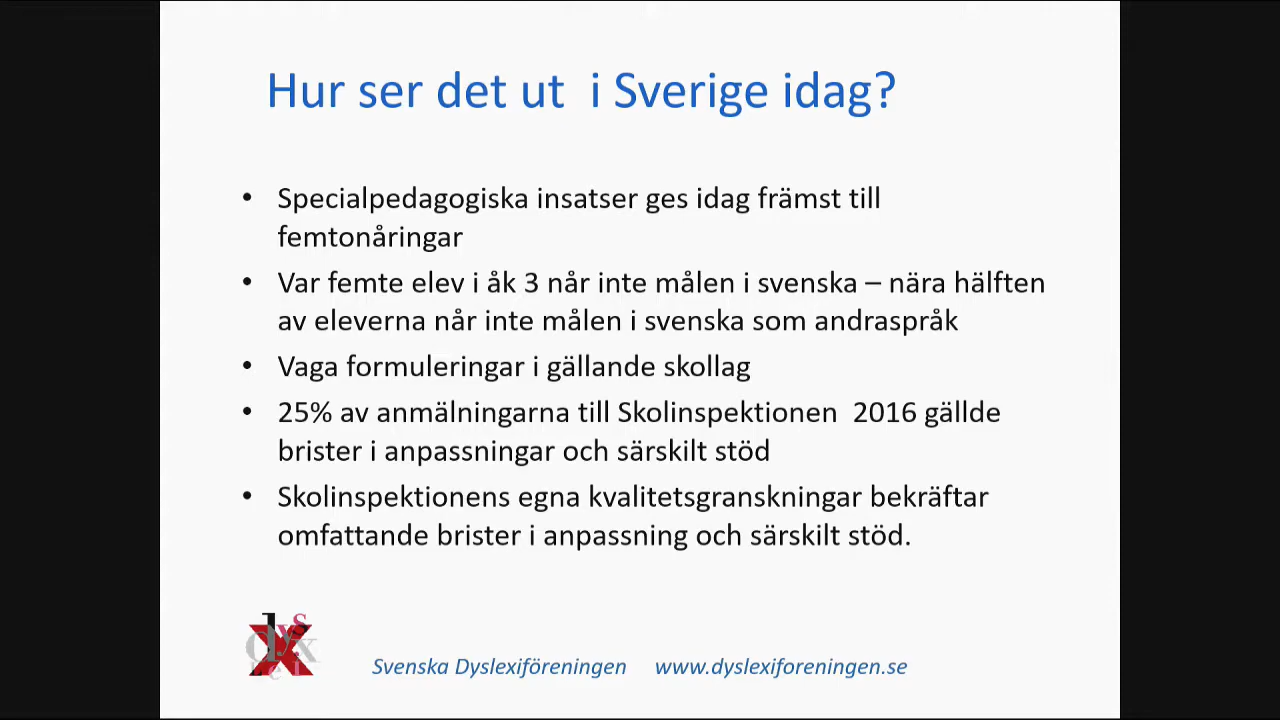 Hur ser det ut  i Sverige idag?
• Specialpedagogiska insatser ges idag främst till
femtonåringar
• Var femte elev i åk 3 når inte målen i svenska – nära hälften
av eleverna når inte målen i svenska som andraspråk
• Vaga formuleringar i gällande skollag
• 25% av anmälningarna till Skolinspektionen  2016 gällde
brister i anpassningar och särskilt stöd
• Skolinspektionens egna kvalitetsgranskningar bekräftar
omfattande brister i anpassning och särskilt stöd.
Svenska Dyslexiföreningen www.dyslexiforeningen.se